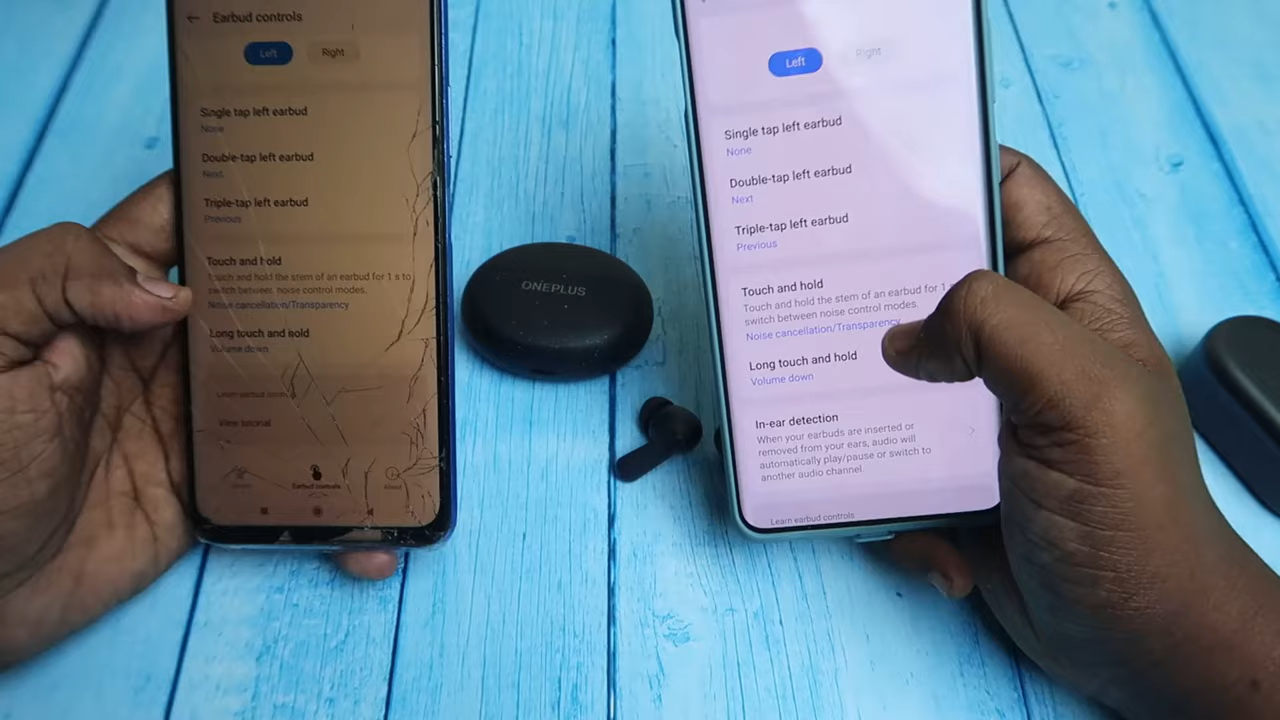 Earbud controls
Left
Right
Single tap left earbud
None
Double-tap left earbud
Next
Triple-tap left earbud
Previous
Touch and hold
Touch and hold the stem of an earbud for 1 s to
switch between noise control modes.
Noise cancellation/Transparency
Long touch and hold
Volume down
Learn earbud
View tutorial
Earbud controls
About
ONEPLUS
Left
Right
Single tap left earbud
None
Double-tap left earbud
Next
Triple-tap left earbud
Previous
Touch and hold
Touch and hold the stem of an earbud for 1 s
switch between noise control modes.
Noise cancellation/Transparency
Long touch and hold
Volume down
In-ear detection
When your earbuds are inserted or
removed from your ears, audio will
automatically play/pause or switch to
another audio channel.
Learn earbud controls